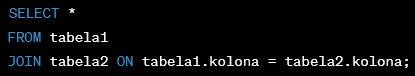 SELECT *
FROM tabela1
JOIN tabela2 ON tabela1.kolona = tabela2.kolona;